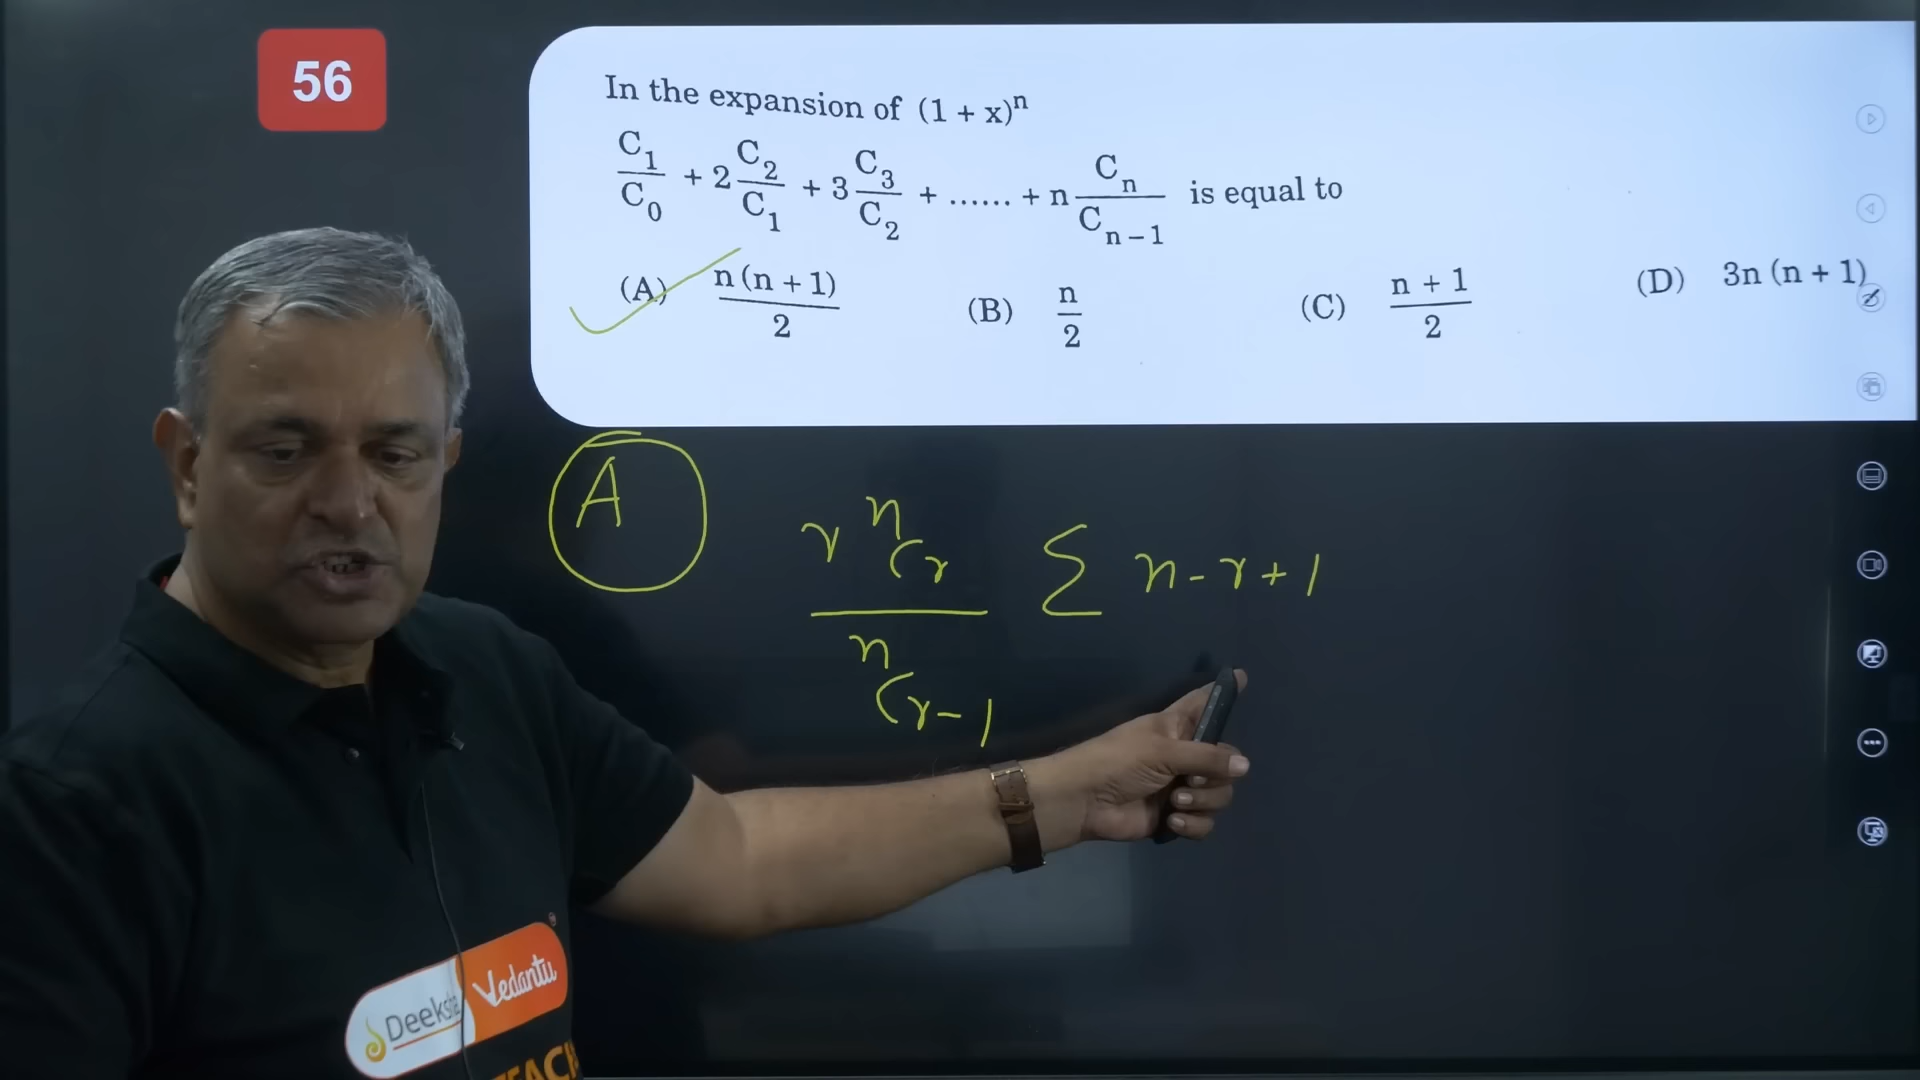 56
In the expansion of (1 + x)ⁿ
C₁/C₀ + 2 C₂/C₁ + 3 C₃/C₂ + ...... + n Cₙ/Cₙ₋₁ is equal to
(A) n(n + 1)/2 (B) n/2 (C) (n + 1)/2 (D) 3n(n + 1)
A
r ⁿCᵣ / ⁿCᵣ₋₁ Σ n - r + 1
Deeksha Vedantu